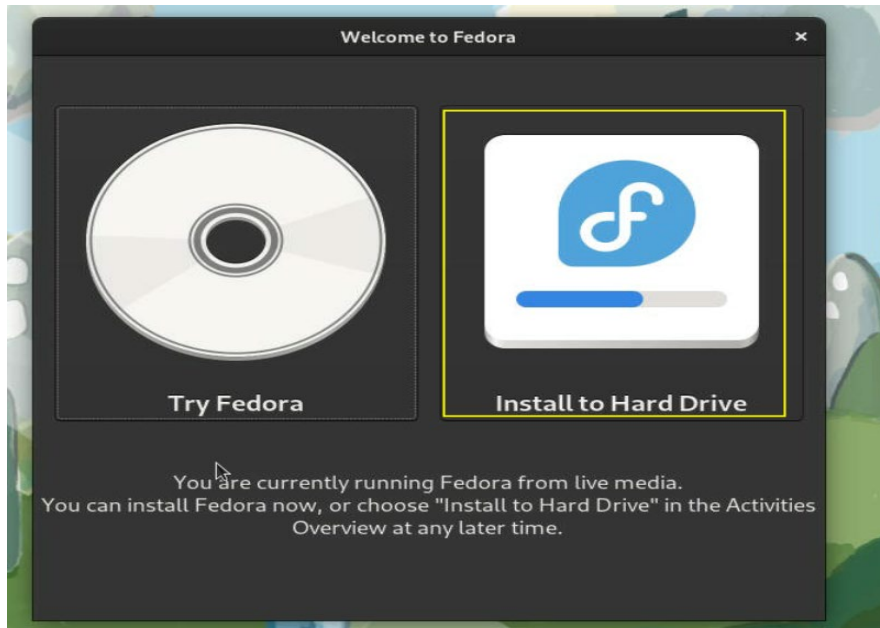 Welcome to Fedora
Try Fedora
Install to Hard Drive
You are currently running Fedora from live media.
You can install Fedora now, or choose "Install to Hard Drive" in the Activities
Overview at any later time.